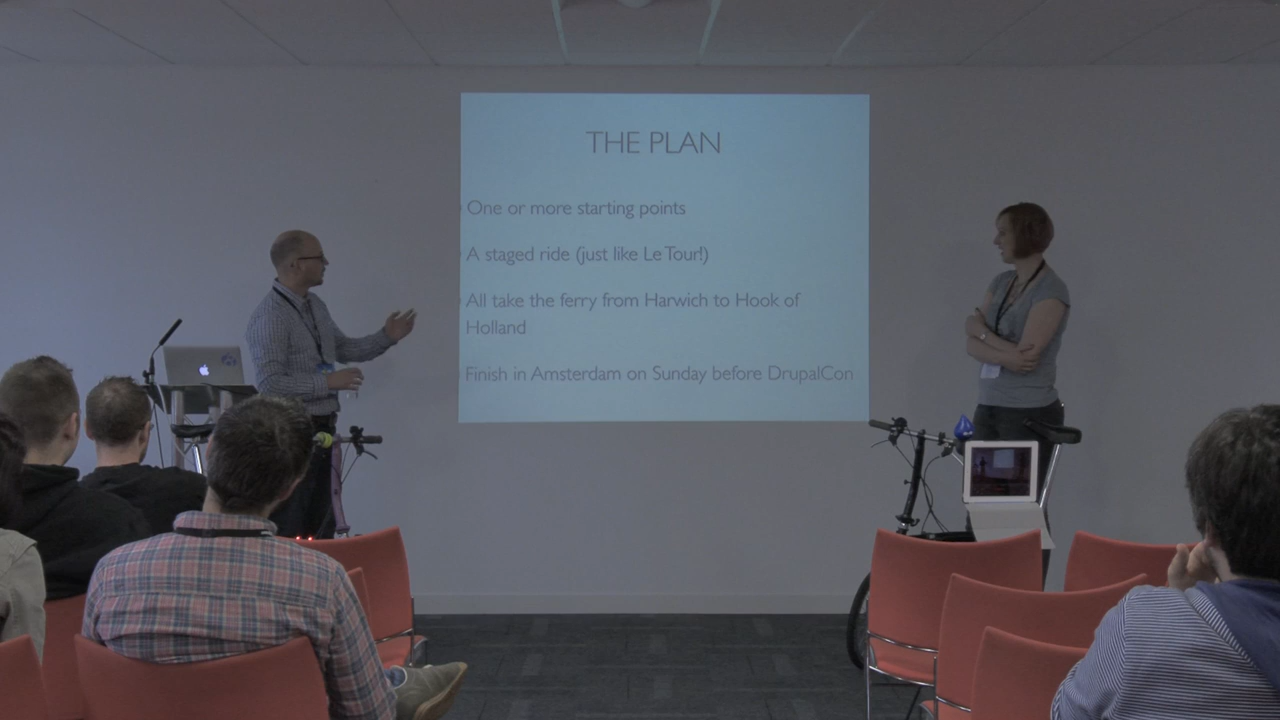 THE PLAN
One or more starting points
A staged ride (just like Le Tour!)
All take the ferry from Harwich to Hook of
Holland
Finish in Amsterdam on Sunday before DrupalCon